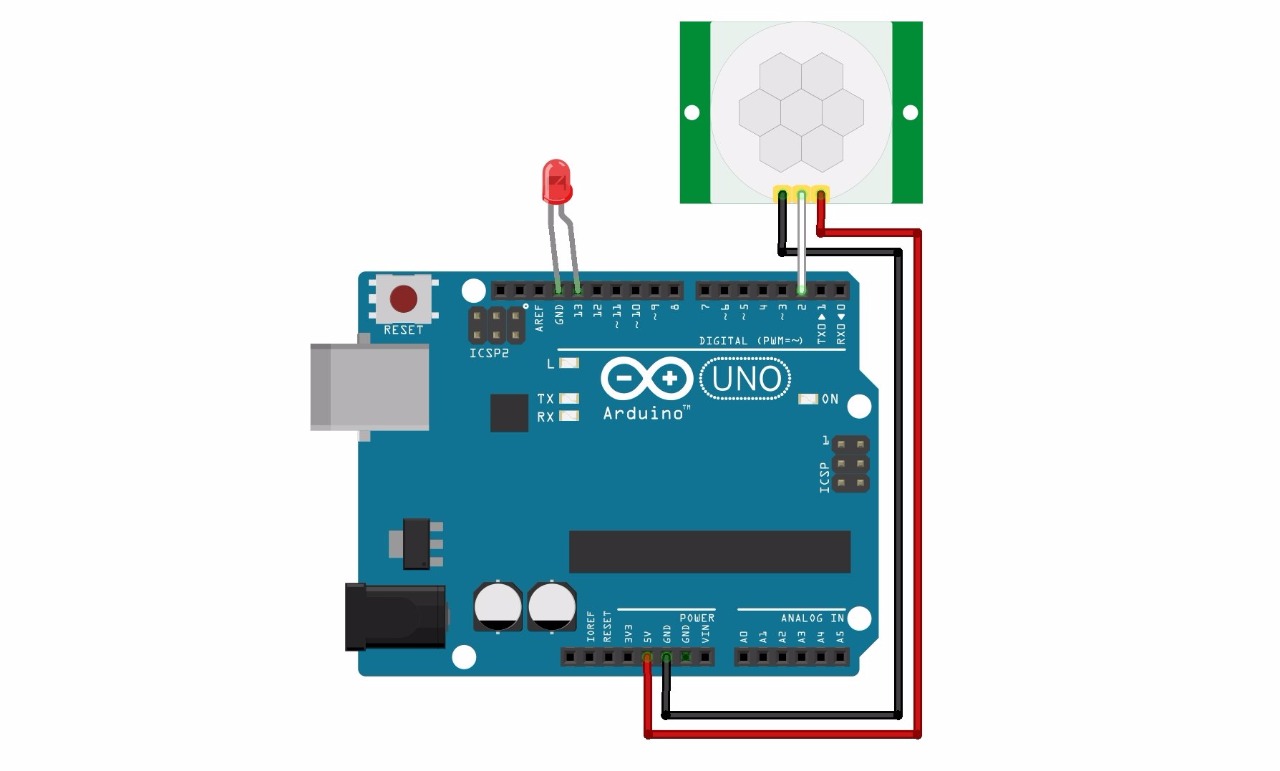 RESET
ICSP2
AREF
GND
13
12
~11
~10
~9
8
7
~6
~5
4
~3
2
TX0▶1
RX0◀0
DIGITAL (PWM=~)
L
TX
RX
UNO
ON
Arduino™
1
ICSP
POWER
ANALOG IN
IOREF
RESET
3V3
5V
GND
GND
VIN
A0
A1
A2
A3
A4
A5